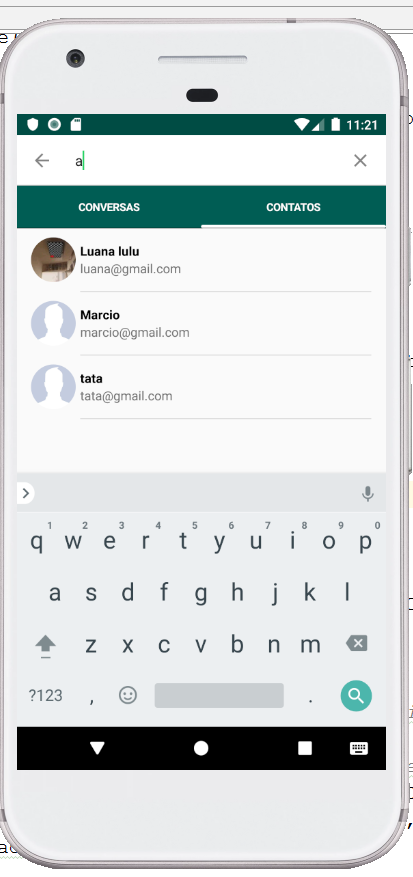 11:21
a
CONVERSAS CONTATOS
Luana lulu
luana@gmail.com
Marcio
marcio@gmail.com
tata
tata@gmail.com
1 2 3 4 5 6 7 8 9 0
q w e r t y u i o p
a s d f g h j k l
z x c v b n m
?123 , .